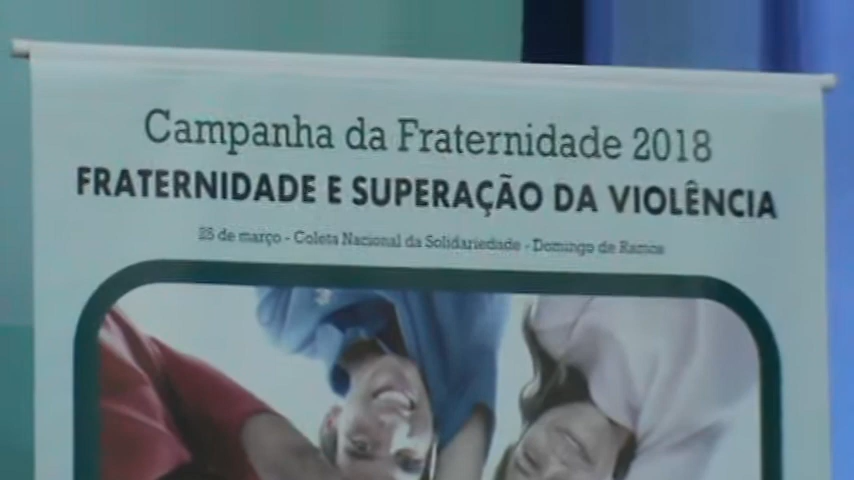 Campanha da Fraternidade 2018
FRATERNIDADE E SUPERAÇÃO DA VIOLÊNCIA
25 de março - Coleta Nacional da Solidariedade - Domingo de Ramos